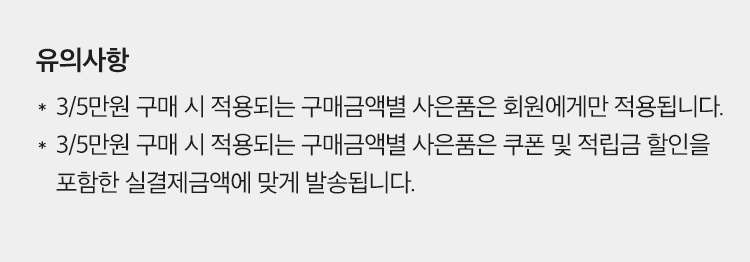 유의사항
* 3/5만원 구매 시 적용되는 구매금액별 사은품은 회원에게만 적용됩니다.
* 3/5만원 구매 시 적용되는 구매금액별 사은품은 쿠폰 및 적립금 할인을
포함한 실결제금액에 맞게 발송됩니다.